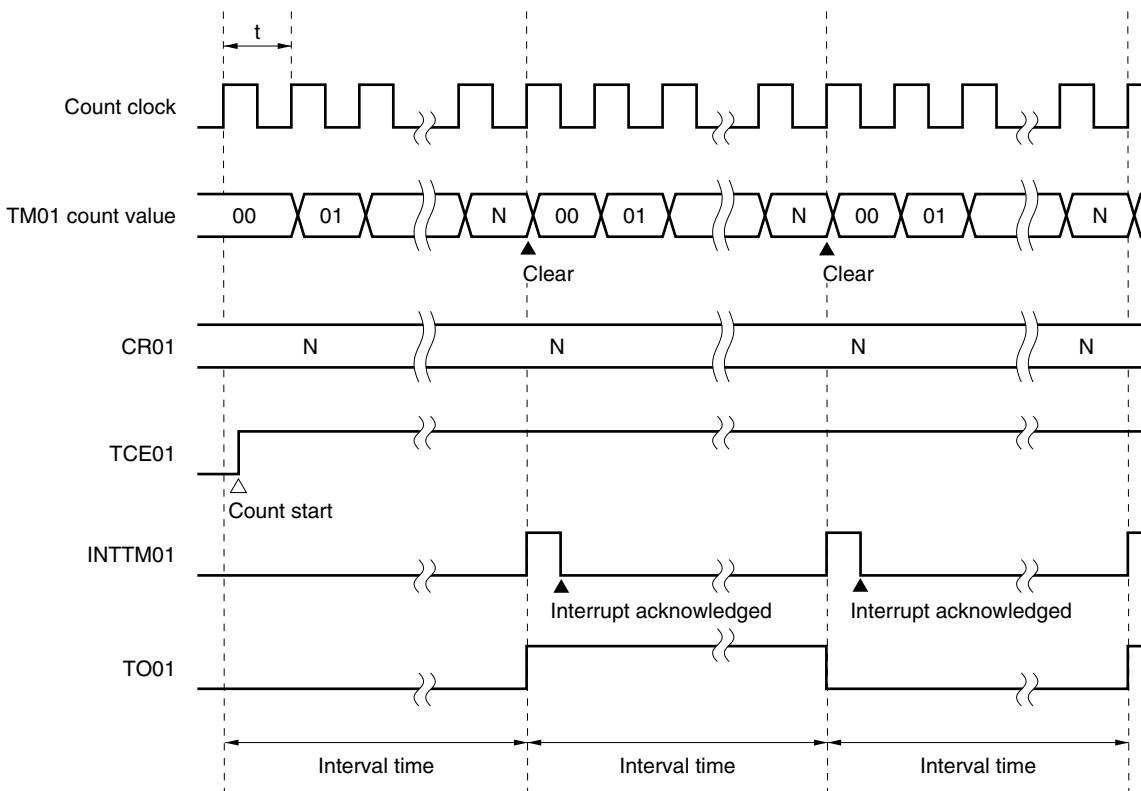 t
Count clock
TM01 count value 00 01 N 00 01 N 00 01 N
Clear Clear
CR01 N N N N
TCE01
Count start
INTTM01
Interrupt acknowledged Interrupt acknowledged
TO01
Interval time Interval time Interval time